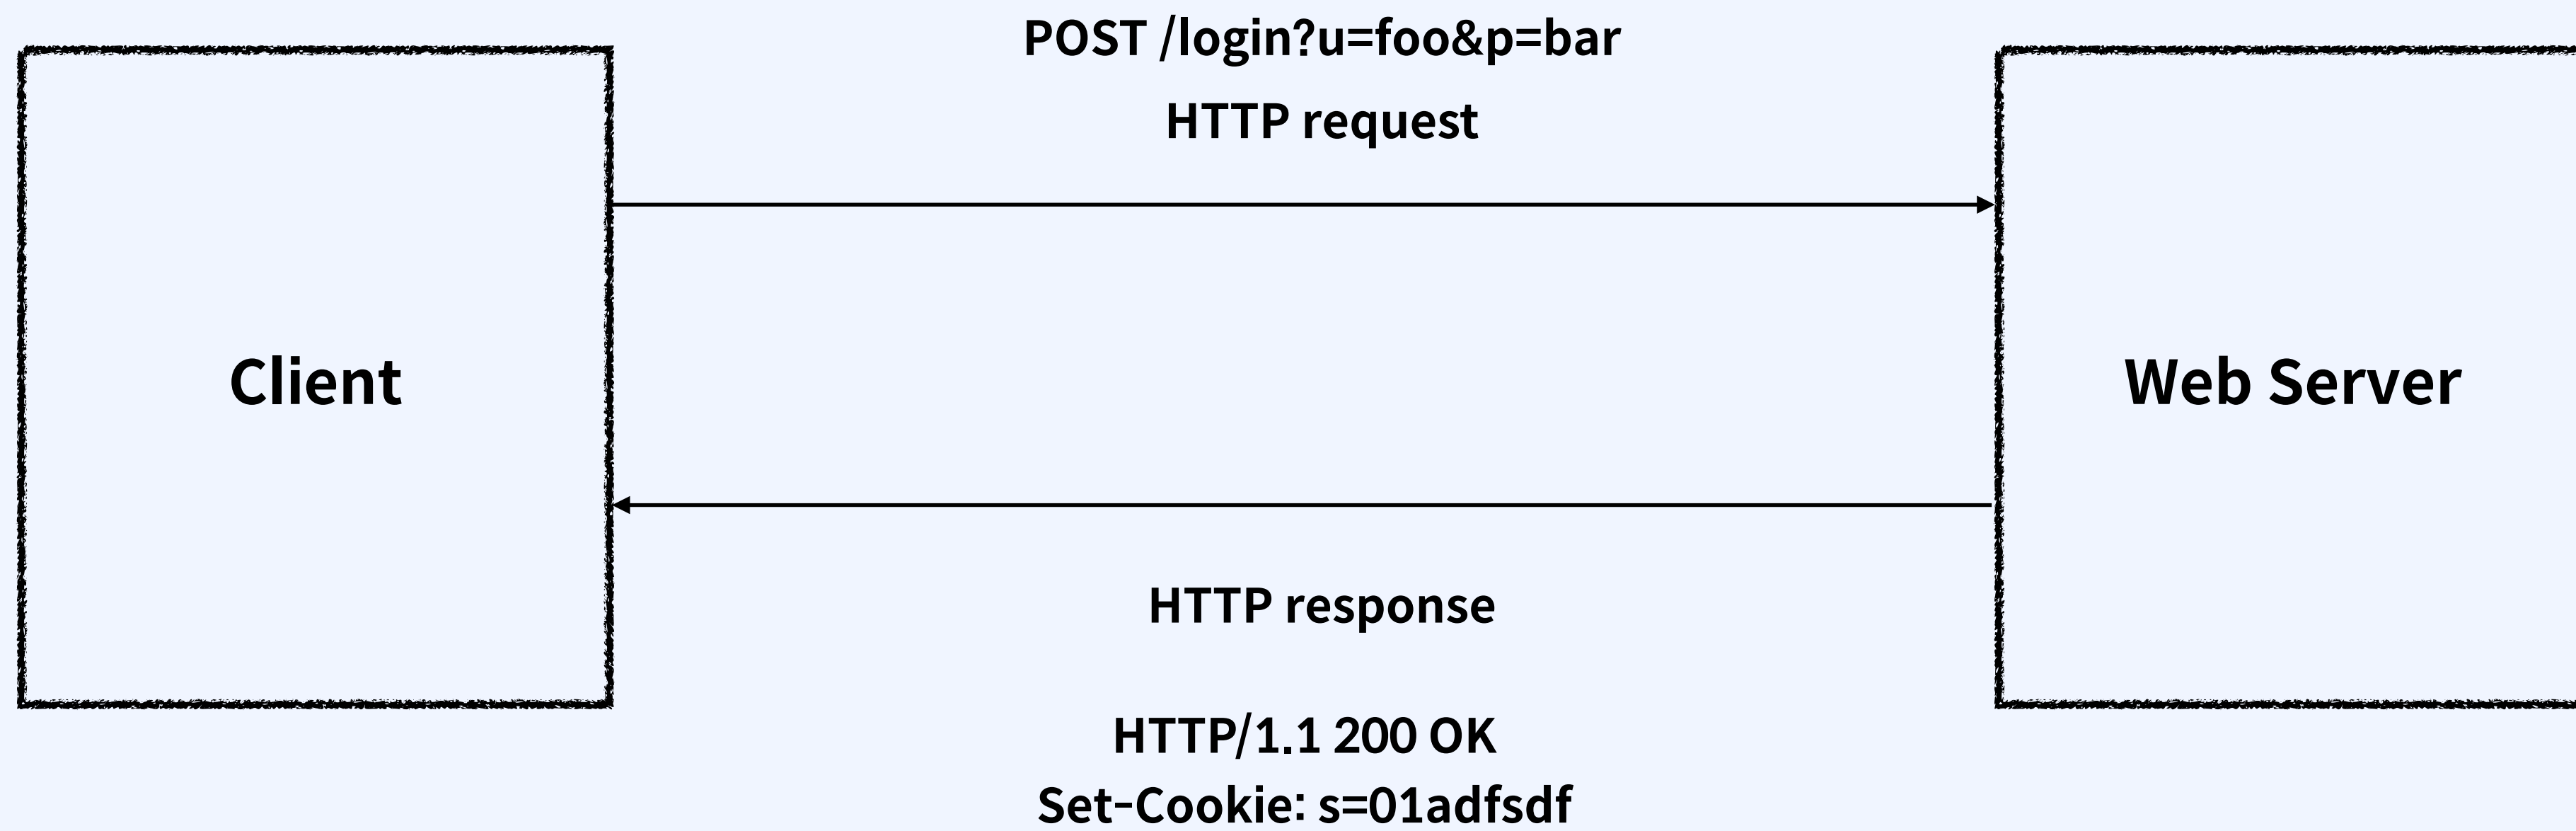 POST /login?u=foo&p=bar
HTTP request
Client
Web Server
HTTP response
HTTP/1.1 200 OK
Set-Cookie: s=01adfsdf